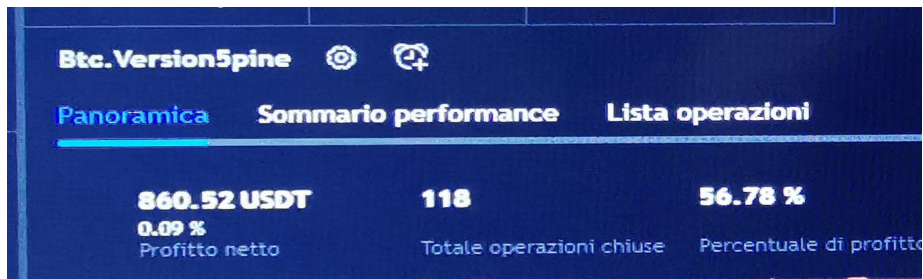 Btc.Version5pine
Panoramica Sommario performance Lista operazioni
860.52 USDT 118 56.78 %
0.09 %
Profitto netto Totale operazioni chiuse Percentuale di profitto